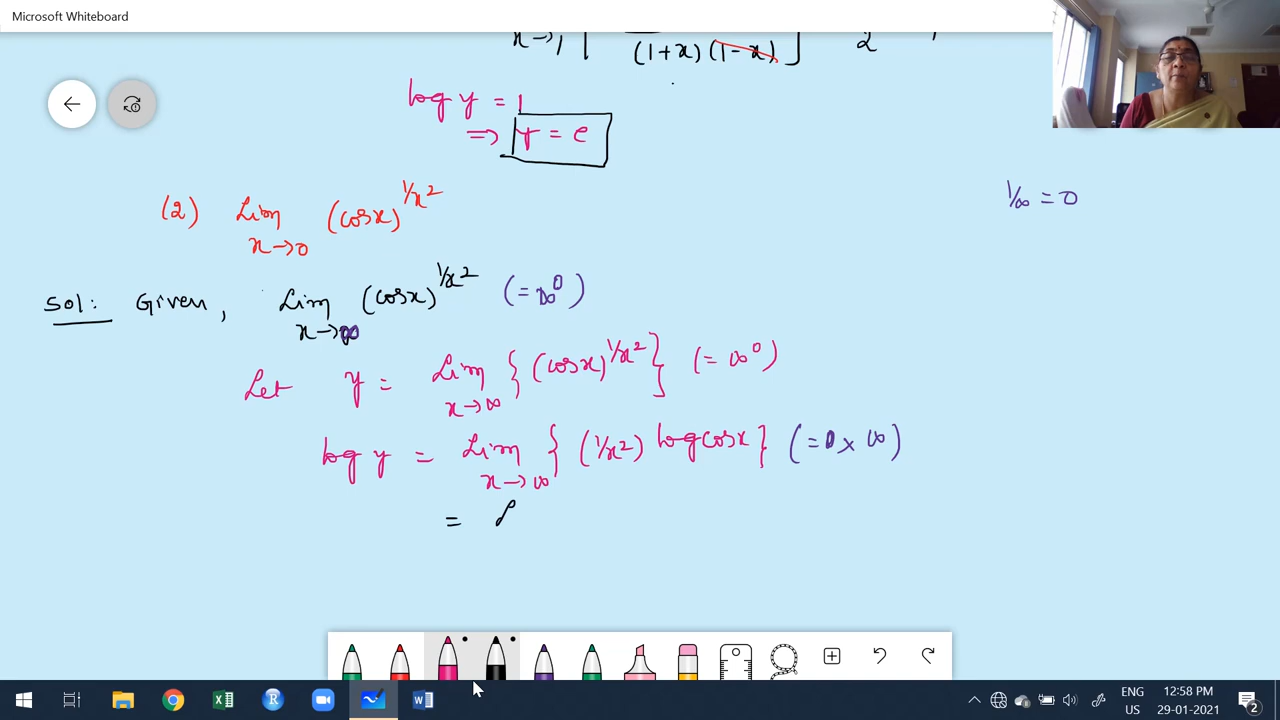 Microsoft Whiteboard
x→1 [ (1+x)(1-x) ] 2
log y = 1
⇒ y = e
(2) Lim x→0 (cosx)^1/x²
1/∞ = 0
Sol: Given, Lim x→∞ (cosx)^1/x² (=∞^0)
Let y = Lim x→∞ {(cosx)^1/x²} (=∞^0)
log y = Lim x→∞ {(1/x²) log cosx} (=0×∞)
=
ENG
US
12:58 PM
29-01-2021
2